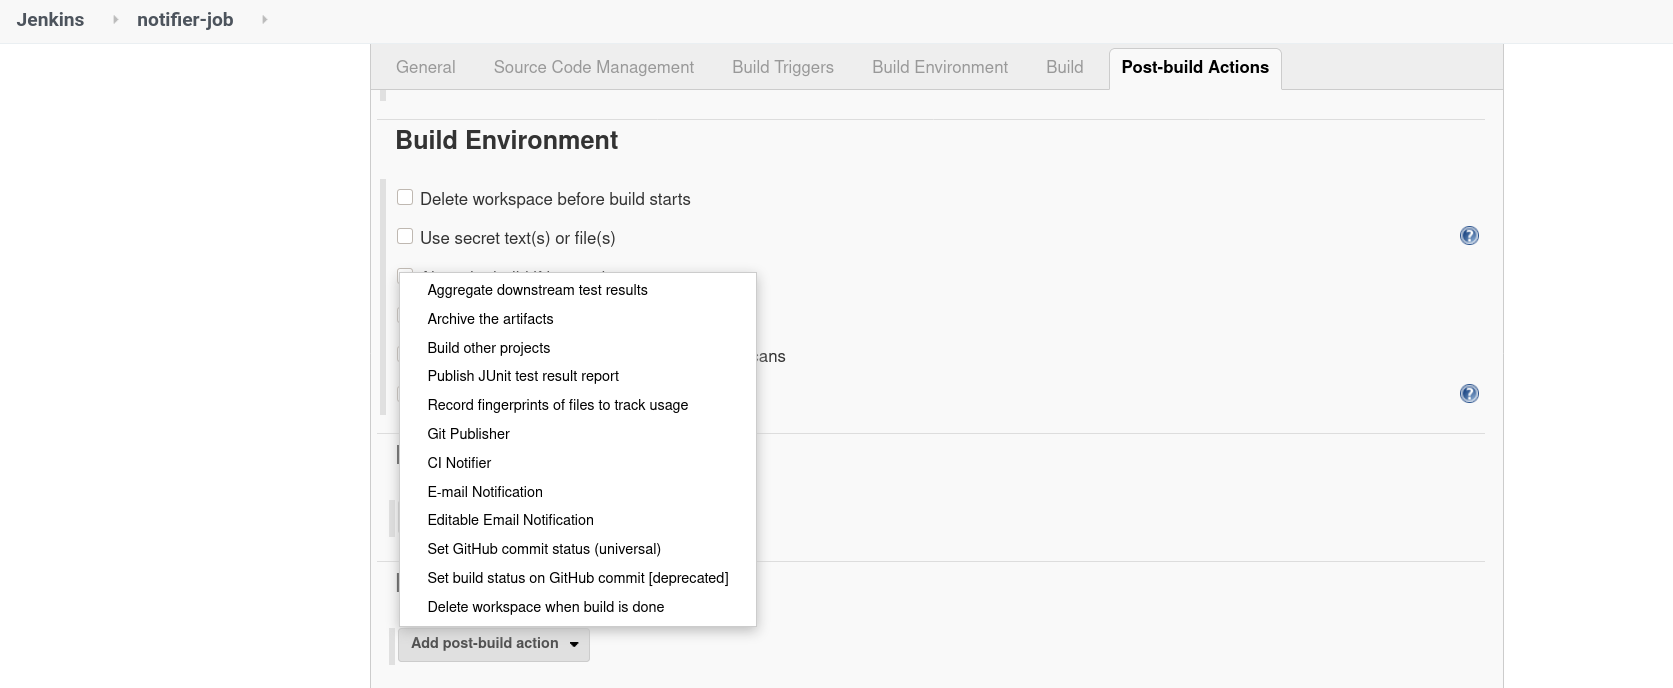 Jenkins notifier-job
General Source Code Management Build Triggers Build Environment Build Post-build Actions
Build Environment
Delete workspace before build starts
Use secret text(s) or file(s)
Aggregate downstream test results
Archive the artifacts
Build other projects
Publish JUnit test result report
Record fingerprints of files to track usage
Git Publisher
CI Notifier
E-mail Notification
Editable Email Notification
Set GitHub commit status (universal)
Set build status on GitHub commit [deprecated]
Delete workspace when build is done
Add post-build action